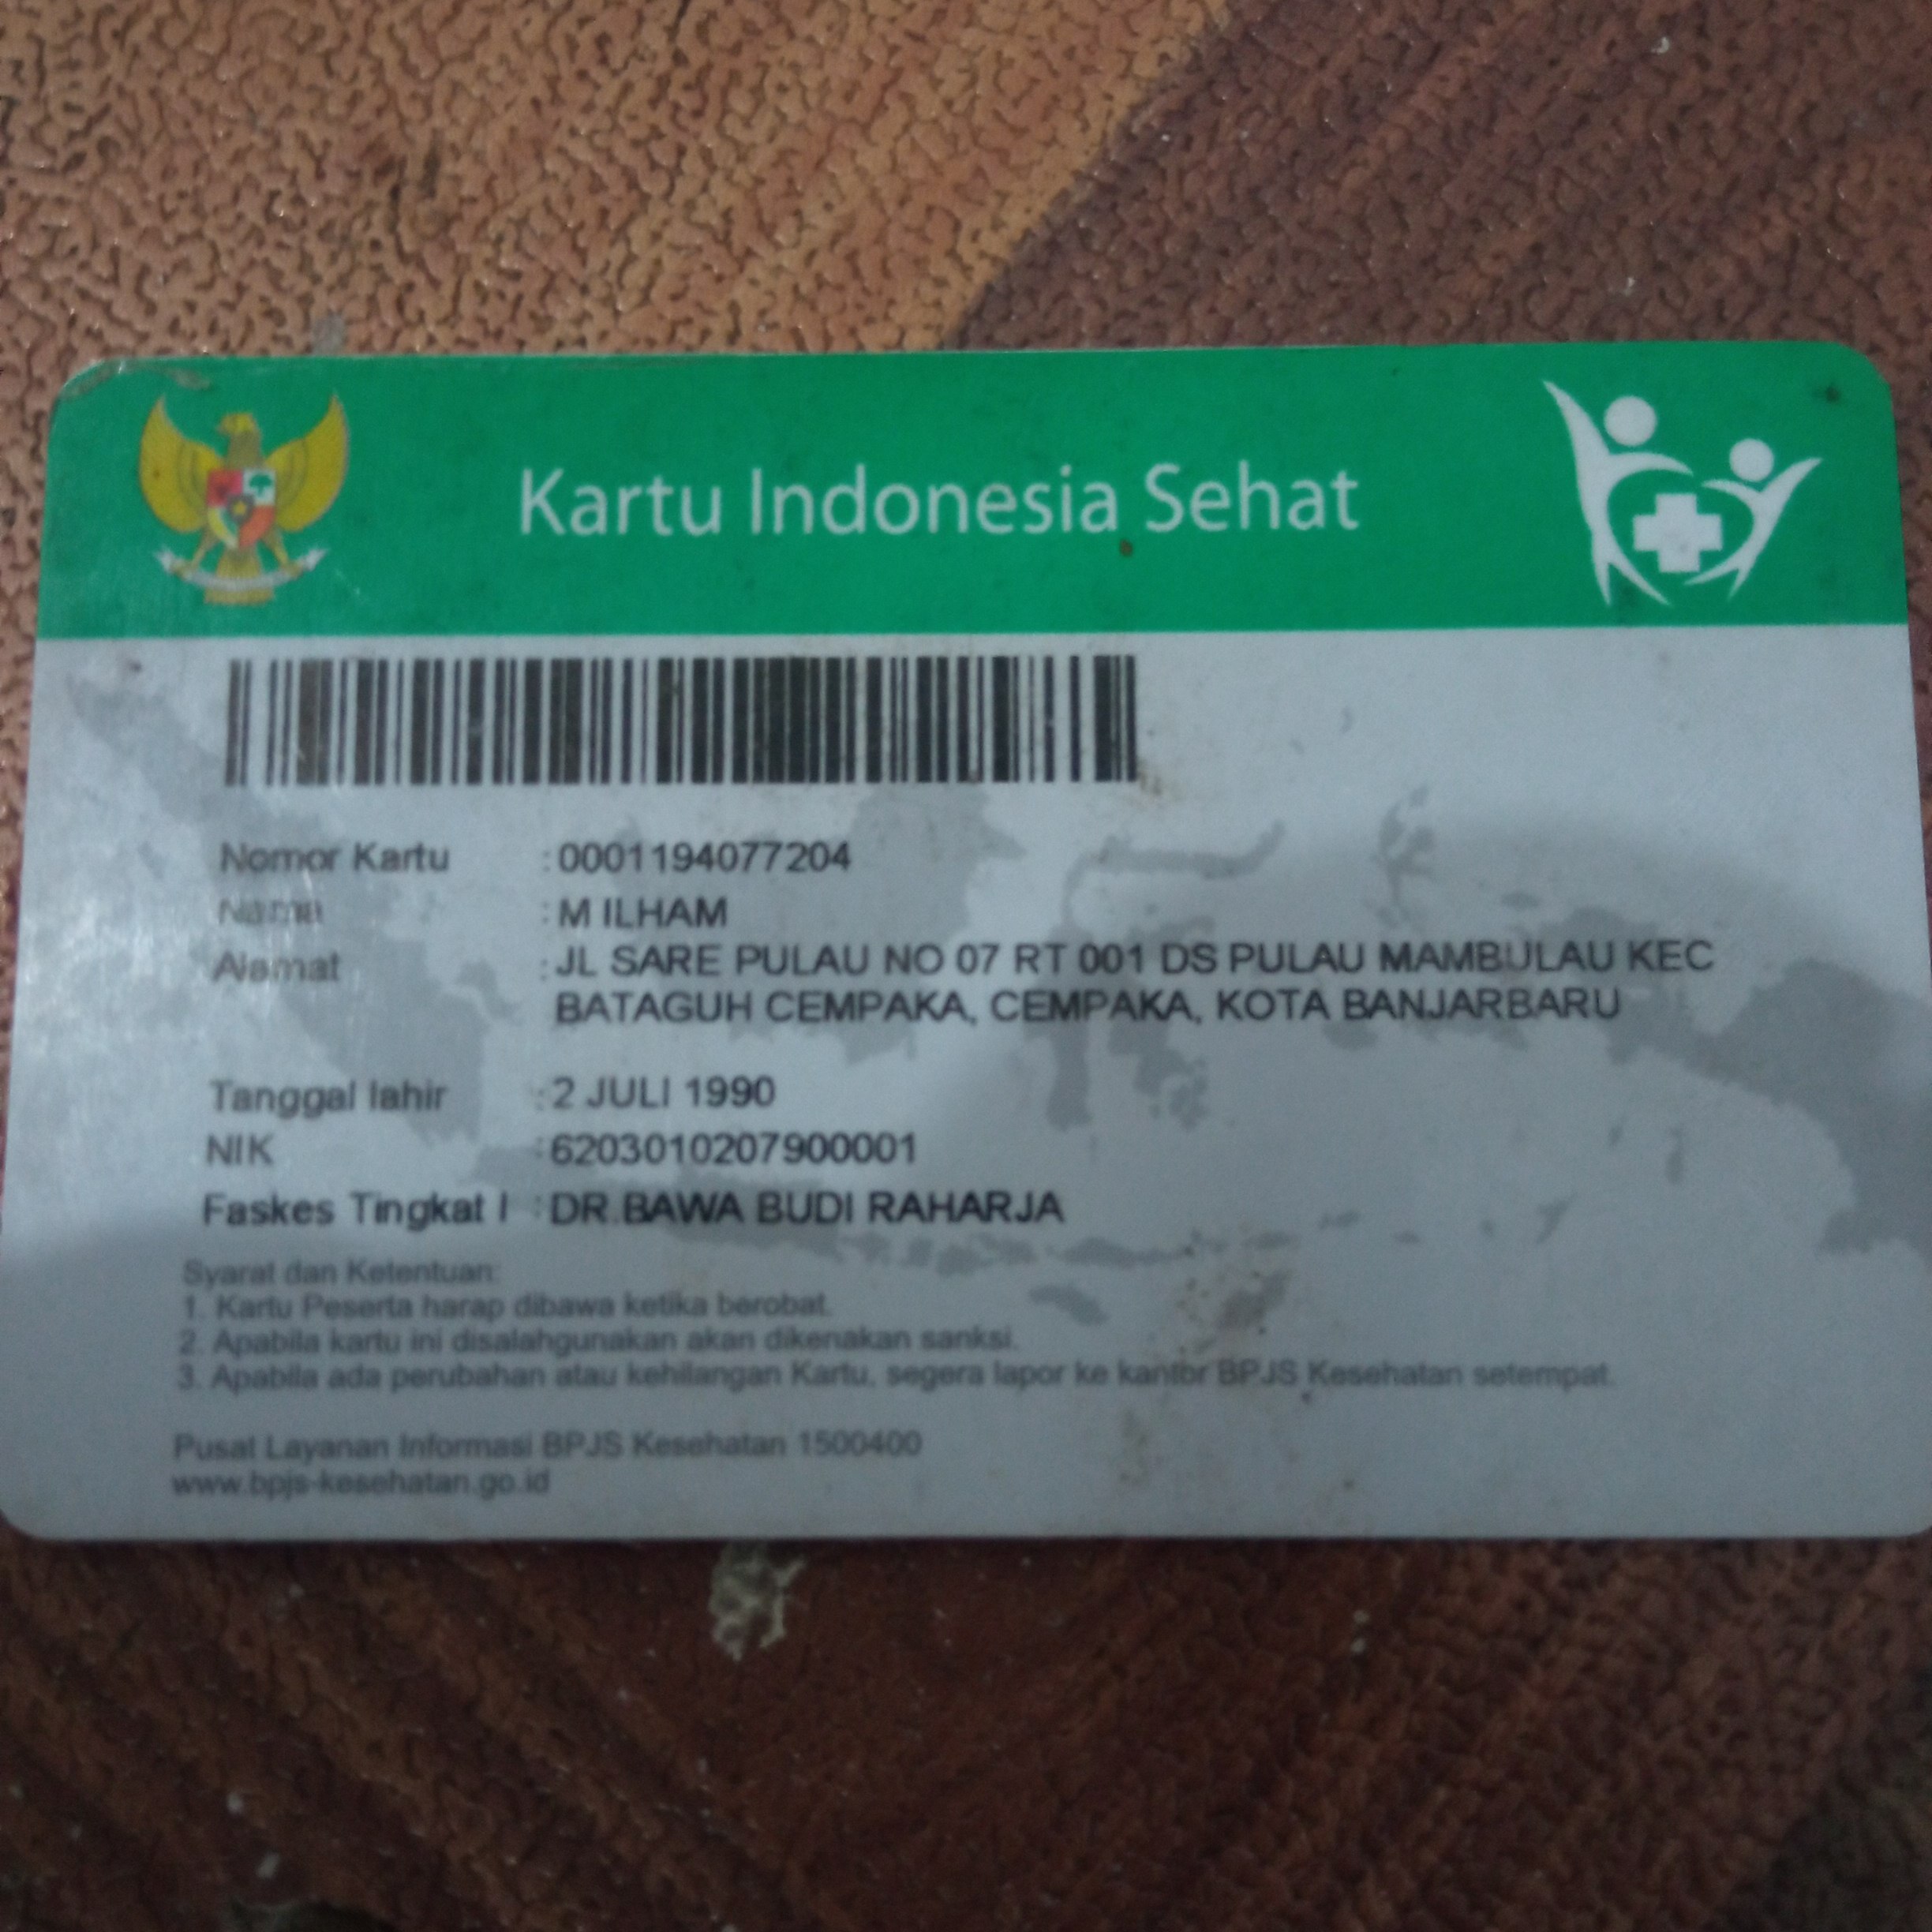 Kartu Indonesia Sehat
Nomor Kartu : 0001194077204
Nama : M ILHAM
Alamat : JL SARE PULAU NO 07 RT 001 DS PULAU MAMBULAU KEC
BATAGUH CEMPAKA, CEMPAKA, KOTA BANJARBARU
Tanggal lahir : 2 JULI 1990
NIK : 6203010207900001
Faskes Tingkat I : DR.BAWA BUDI RAHARJA
Syarat dan Ketentuan:
1. Kartu Peserta harap dibawa ketika berobat.
2. Apabila kartu ini disalahgunakan akan dikenakan sanksi.
3. Apabila ada perubahan atau kehilangan Kartu, segera lapor ke kantor BPJS Kesehatan setempat.
Pusat Layanan Informasi BPJS Kesehatan 1500400
www.bpjs-kesehatan.go.id